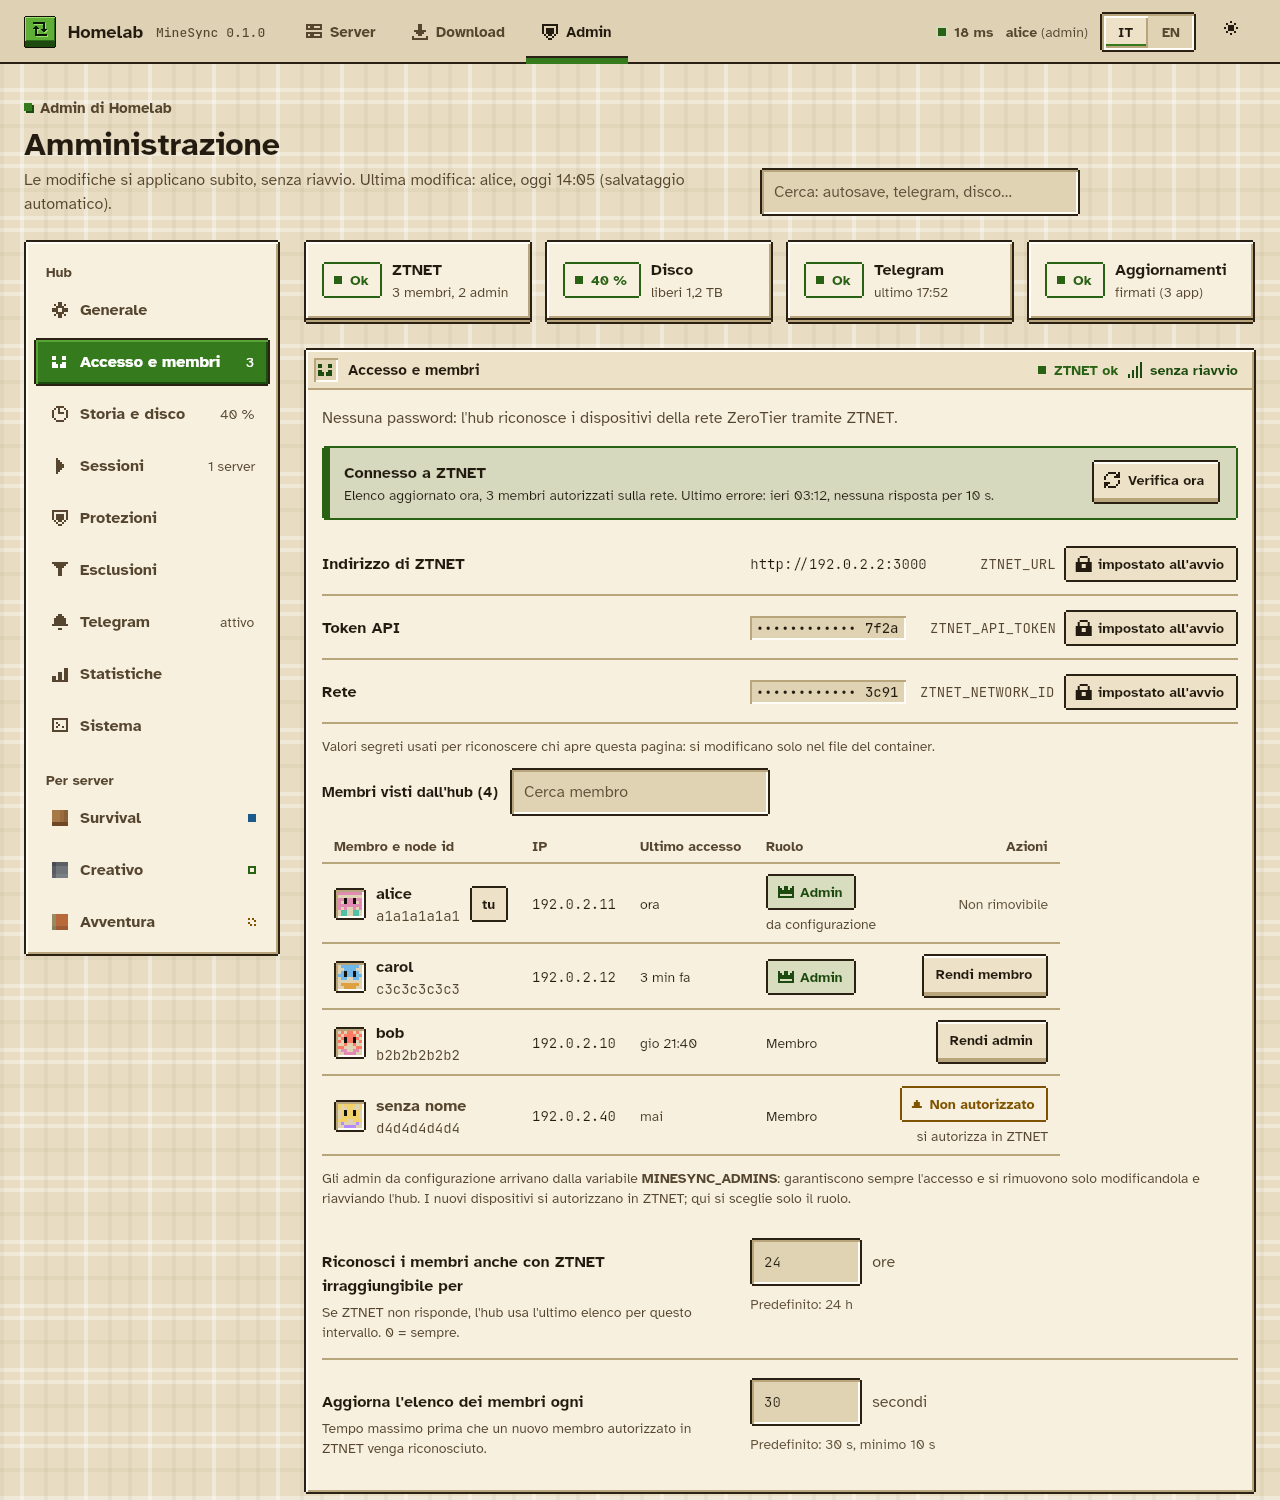 Homelab MineSync 0.1.0 Server Download Admin 18 ms alice (admin) IT EN
Admin di Homelab
Amministrazione
Le modifiche si applicano subito, senza riavvio. Ultima modifica: alice, oggi 14:05 (salvataggio
automatico).
Cerca: autosave, telegram, disco...
Hub
Generale
Accesso e membri 3
Storia e disco 40 %
Sessioni 1 server
Protezioni
Esclusioni
Telegram attivo
Statistiche
Sistema
Per server
Survival
Creativo
Avventura
Ok ZTNET
3 membri, 2 admin
40 % Disco
liberi 1,2 TB
Ok Telegram
ultimo 17:52
Ok Aggiornamenti
firmati (3 app)
Accesso e membri ZTNET ok senza riavvio
Nessuna password: l'hub riconosce i dispositivi della rete ZeroTier tramite ZTNET.
Connesso a ZTNET
Elenco aggiornato ora, 3 membri autorizzati sulla rete. Ultimo errore: ieri 03:12, nessuna risposta per 10 s.
Verifica ora
Indirizzo di ZTNET http://192.0.2.2:3000 ZTNET_URL impostato all'avvio
Token API •••••••••••• 7f2a ZTNET_API_TOKEN impostato all'avvio
Rete •••••••••••• 3c91 ZTNET_NETWORK_ID impostato all'avvio
Valori segreti usati per riconoscere chi apre questa pagina: si modificano solo nel file del container.
Membri visti dall'hub (4) Cerca membro
Membro e node id IP Ultimo accesso Ruolo Azioni
alice
a1a1a1a1a1 tu 192.0.2.11 ora Admin
da configurazione Non rimovibile
carol
c3c3c3c3c3 192.0.2.12 3 min fa Admin Rendi membro
bob
b2b2b2b2b2 192.0.2.10 gio 21:40 Membro Rendi admin
senza nome
d4d4d4d4d4 192.0.2.40 mai Membro Non autorizzato
si autorizza in ZTNET
Gli admin da configurazione arrivano dalla variabile MINESYNC_ADMINS: garantiscono sempre l'accesso e si rimuovono solo modificandola e
riavviando l'hub. I nuovi dispositivi si autorizzano in ZTNET; qui si sceglie solo il ruolo.
Riconosci i membri anche con ZTNET
irraggiungibile per
Se ZTNET non risponde, l'hub usa l'ultimo elenco per questo
intervallo. 0 = sempre.
24 ore
Predefinito: 24 h
Aggiorna l'elenco dei membri ogni
Tempo massimo prima che un nuovo membro autorizzato in
ZTNET venga riconosciuto.
30 secondi
Predefinito: 30 s, minimo 10 s